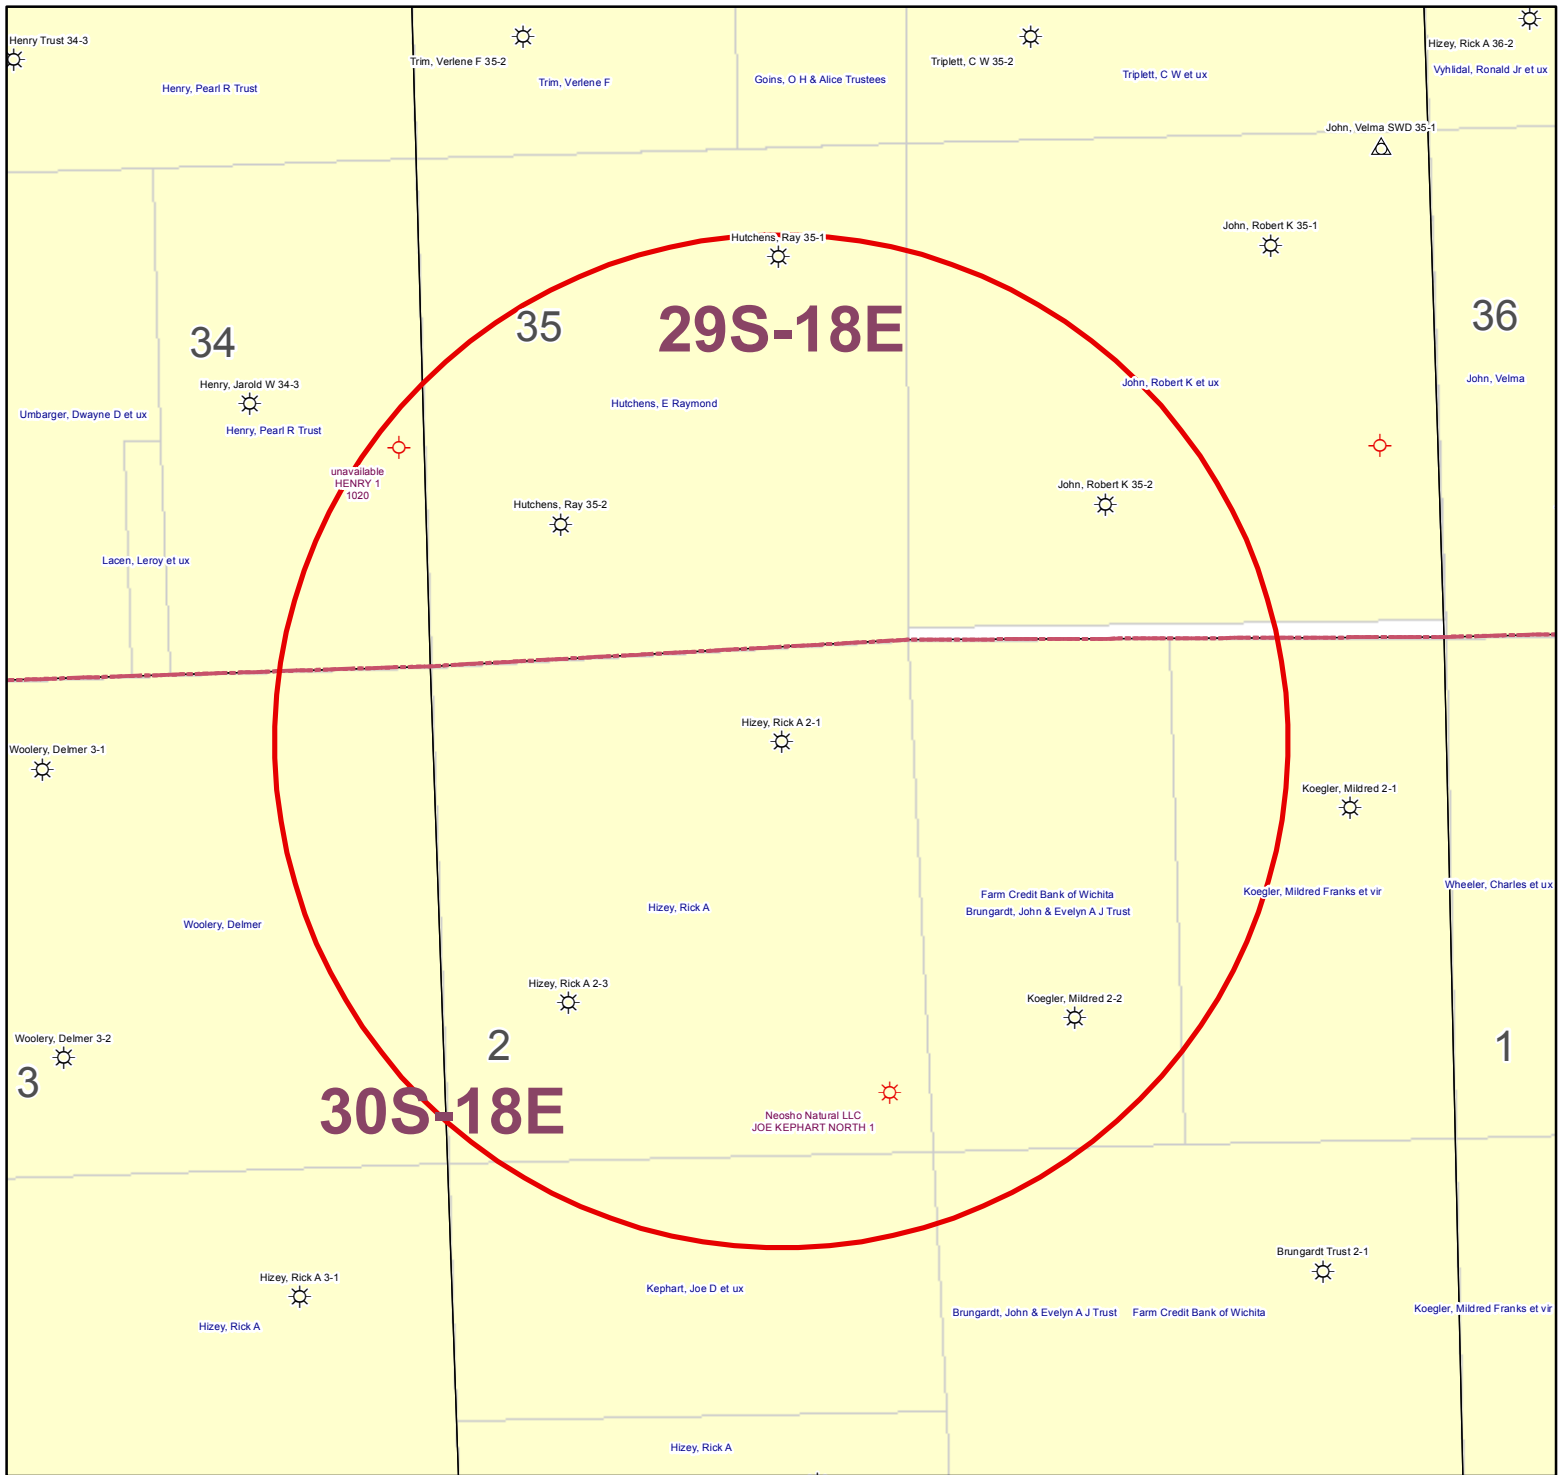 Henry Trust 34-3
Trim, Verlene F 35-2
Triplett, C W 35-2
Hizey, Rick A 36-2
Henry, Pearl R Trust
Trim, Verlene F
Goins, O H & Alice Trustees
Triplett, C W et ux
Vyhlidal, Ronald Jr et ux
John, Velma SWD 35-1
Hutchens, Ray 35-1
John, Robert K 35-1
34
35
29S-18E
36
Henry, Jarold W 34-3
John, Robert K et ux
John, Velma
Umbarger, Dwayne D et ux
Henry, Pearl R Trust
Hutchens, E Raymond
unavailable
HENRY 1
1020
Hutchens, Ray 35-2
John, Robert K 35-2
Lacen, Leroy et ux
Hizey, Rick A 2-1
Woolery, Delmer 3-1
Koegler, Mildred 2-1
Woolery, Delmer
Hizey, Rick A
Farm Credit Bank of Wichita
Brungardt, John & Evelyn A J Trust
Koegler, Mildred Franks et vir
Wheeler, Charles et ux
Hizey, Rick A 2-3
Koegler, Mildred 2-2
Woolery, Delmer 3-2
3
2
1
30S-18E
Neosho Natural LLC
JOE KEPHART NORTH 1
Hizey, Rick A 3-1
Brungardt Trust 2-1
Hizey, Rick A
Kephart, Joe D et ux
Brungardt, John & Evelyn A J Trust
Farm Credit Bank of Wichita
Koegler, Mildred Franks et vir
Hizey, Rick A